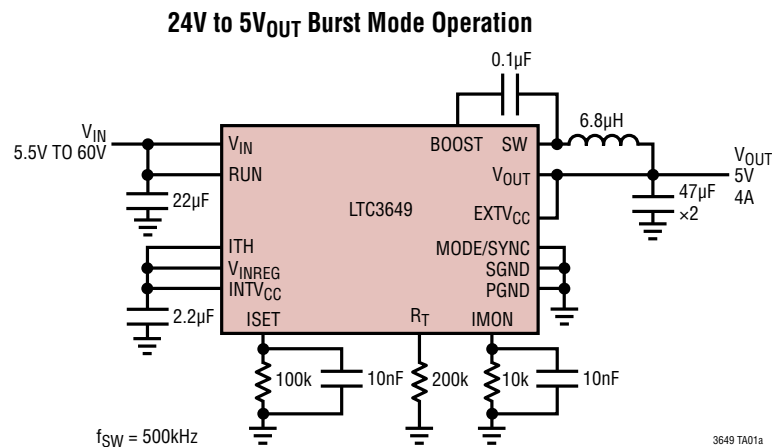 24V to 5VOUT Burst Mode Operation
0.1µF
6.8µH
VIN
5.5V TO 60V
VIN
BOOST
SW
RUN
VOUT
VOUT
5V
4A
22µF
LTC3649
EXTVCC
47µF
×2
ITH
MODE/SYNC
VINREG
SGND
INTVCC
PGND
2.2µF
ISET
RT
IMON
100k
10nF
200k
10k
10nF
fSW = 500kHz
3649 TA01a